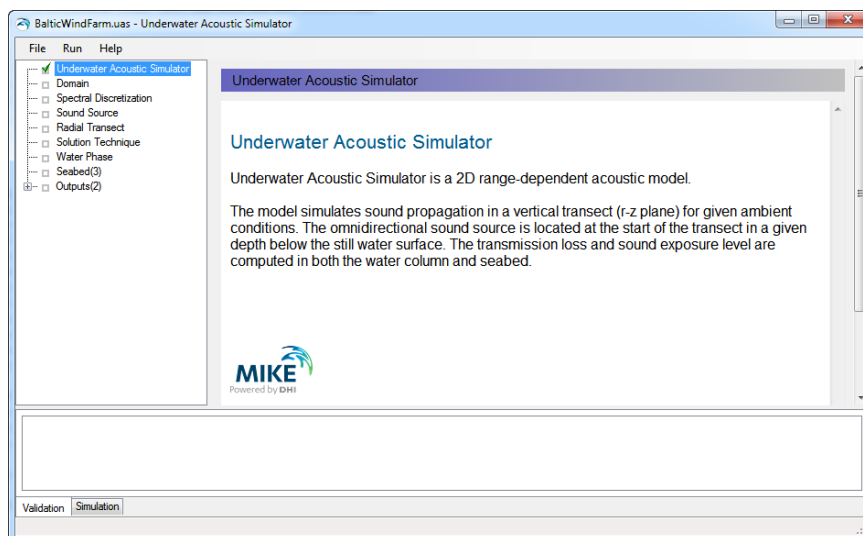 BalticWindFarm.uas - Underwater Acoustic Simulator
File Run Help
Underwater Acoustic Simulator
Domain
Spectral Discretization
Sound Source
Radial Transect
Solution Technique
Water Phase
Seabed(3)
Outputs(2)
Underwater Acoustic Simulator
Underwater Acoustic Simulator
Underwater Acoustic Simulator is a 2D range-dependent acoustic model.
The model simulates sound propagation in a vertical transect (r-z plane) for given ambient
conditions. The omnidirectional sound source is located at the start of the transect in a given
depth below the still water surface. The transmission loss and sound exposure level are
computed in both the water column and seabed.
MIKE
Powered by DHI
Validation Simulation